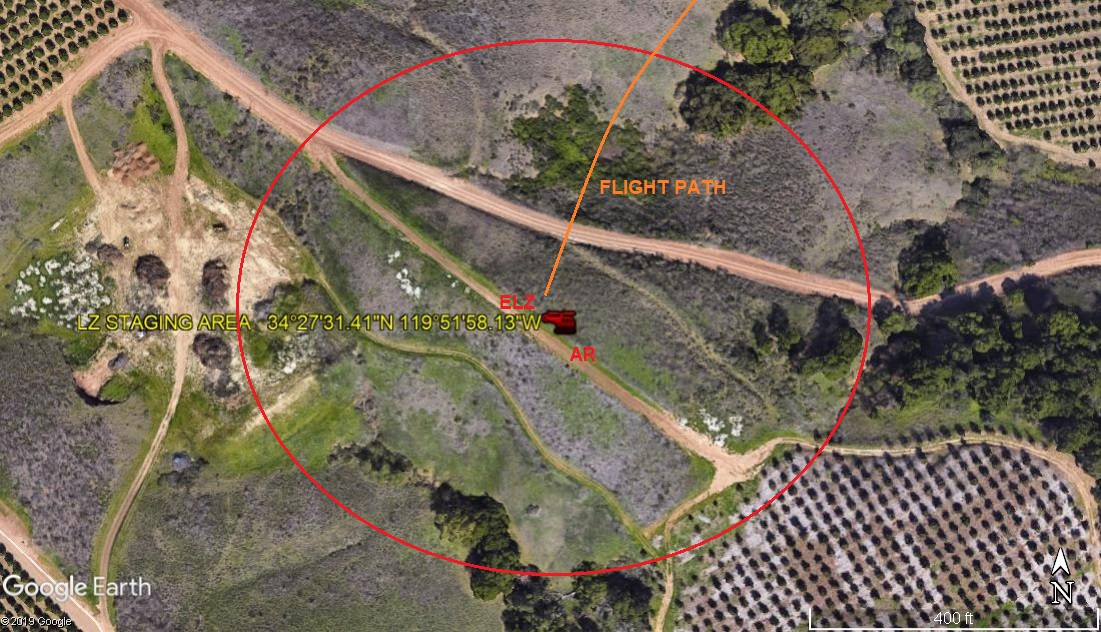 FLIGHT PATH
ELZ
LZ STAGING AREA 34°27'31.41"N 119°51'58.13"W
AR
Google Earth
N
©2019 Google
400 ft